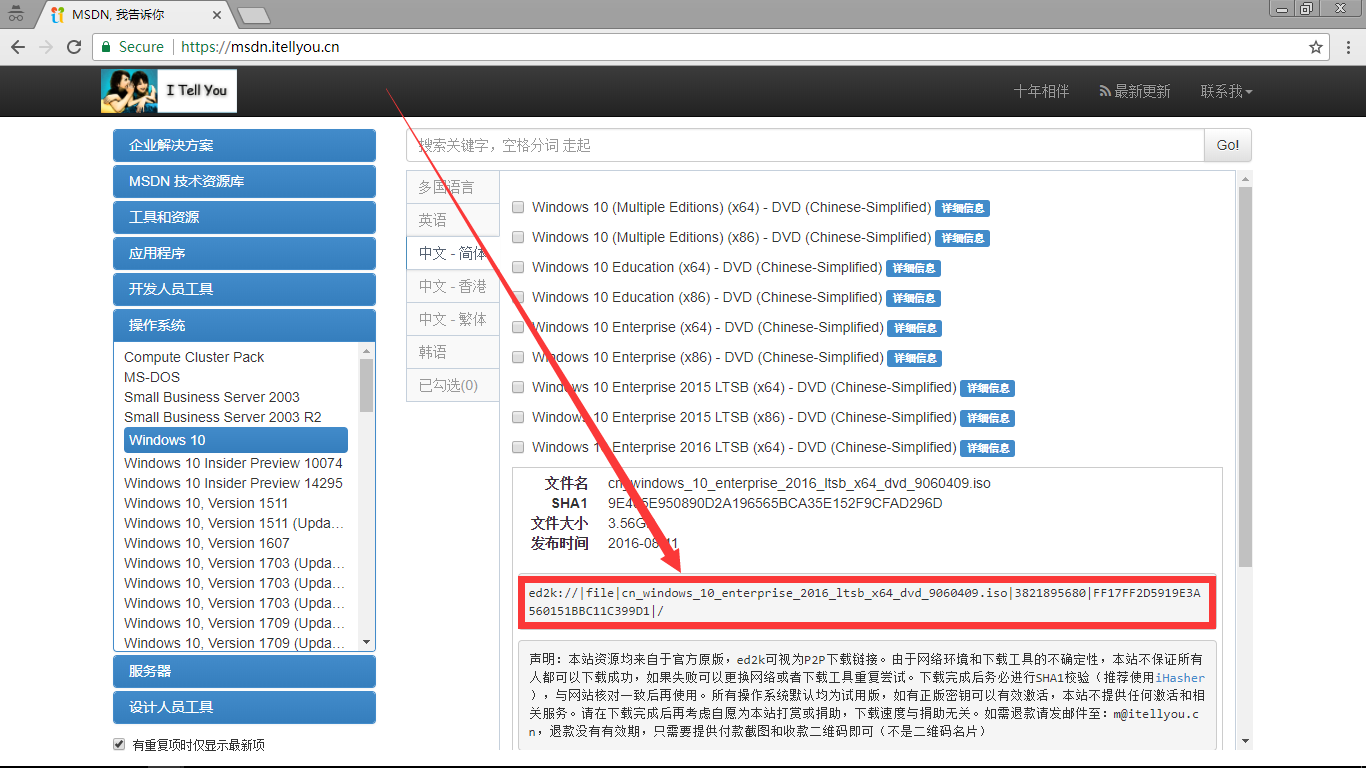 MSDN, 我告诉你
Secure https://msdn.itellyou.cn
I Tell You
十年相伴 最新更新 联系我
企业解决方案
MSDN 技术资源库
工具和资源
应用程序
开发人员工具
操作系统
Compute Cluster Pack
MS-DOS
Small Business Server 2003
Small Business Server 2003 R2
Windows 10
Windows 10 Insider Preview 10074
Windows 10 Insider Preview 14295
Windows 10, Version 1511
Windows 10, Version 1511 (Upda…
Windows 10, Version 1607
Windows 10, Version 1703 (Upda…
Windows 10, Version 1703 (Upda…
Windows 10, Version 1703 (Upda…
Windows 10, Version 1709 (Upda…
Windows 10, Version 1709 (Upda…
服务器
设计人员工具
有重复项时仅显示最新项
搜索关键字，空格分词 走起
Go!
多国语言
英语
中文 - 简体
中文 - 香港
中文 - 繁体
韩语
已勾选(0)
Windows 10 (Multiple Editions) (x64) - DVD (Chinese-Simplified) 详细信息
Windows 10 (Multiple Editions) (x86) - DVD (Chinese-Simplified) 详细信息
Windows 10 Education (x64) - DVD (Chinese-Simplified) 详细信息
Windows 10 Education (x86) - DVD (Chinese-Simplified) 详细信息
Windows 10 Enterprise (x64) - DVD (Chinese-Simplified) 详细信息
Windows 10 Enterprise (x86) - DVD (Chinese-Simplified) 详细信息
Windows 10 Enterprise 2015 LTSB (x64) - DVD (Chinese-Simplified) 详细信息
Windows 10 Enterprise 2015 LTSB (x86) - DVD (Chinese-Simplified) 详细信息
Windows 10 Enterprise 2016 LTSB (x64) - DVD (Chinese-Simplified) 详细信息
文件名 cn_windows_10_enterprise_2016_ltsb_x64_dvd_9060409.iso
SHA1
文件大小 3.56G
发布时间
ed2k://|file|cn_windows_10_enterprise_2016_ltsb_x64_dvd_9060409.iso|3821895680|FF17FF2D5919E3A
560151BBC11C399D1|/
声明：本站资源均来自于官方原版，ed2k可视为P2P下载链接。由于网络环境和下载工具的不确定性，本站不保证所有
人都可以下载成功，如果失败可以更换网络或者下载工具重复尝试。下载完成后务必进行SHA1校验（推荐使用iHasher
），与网站核对一致后再使用。所有操作系统默认均为试用版，如有正版密钥可以有效激活，本站不提供任何激活和相
关服务。请在下载完成后再考虑自愿为本站打赏或捐助，下载速度与捐助无关。如需退款请发邮件至：m@itellyou.c
n，退款没有有效期，只需要提供付款截图和收款二维码即可（不是二维码名片）